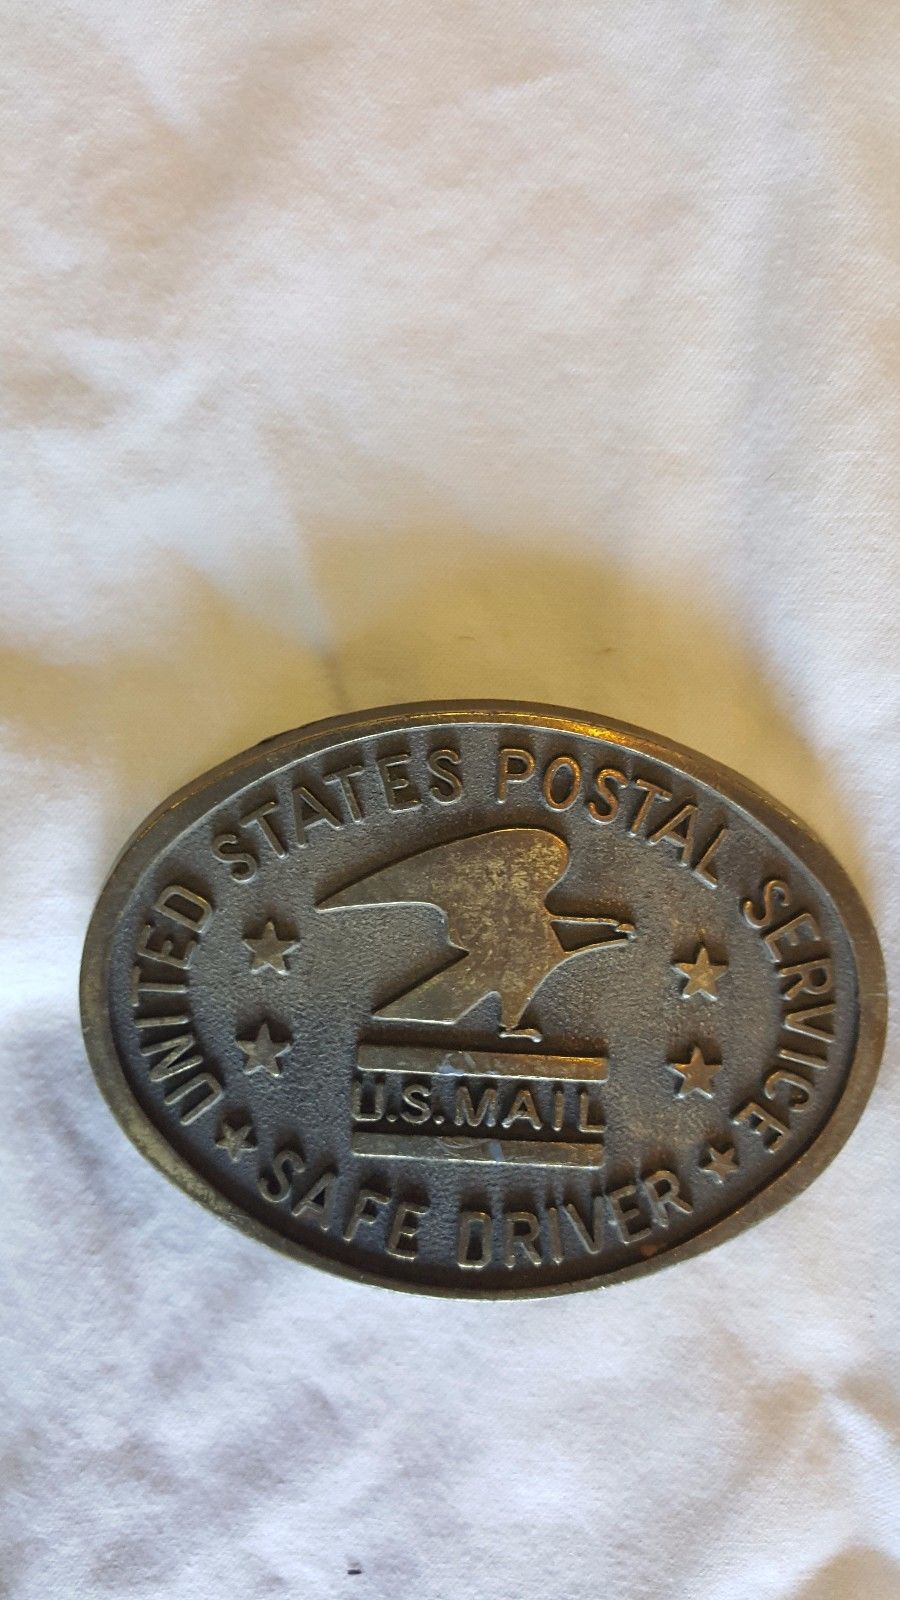 UNITED STATES POSTAL SERVICE
U.S. MAIL
SAFE DRIVER